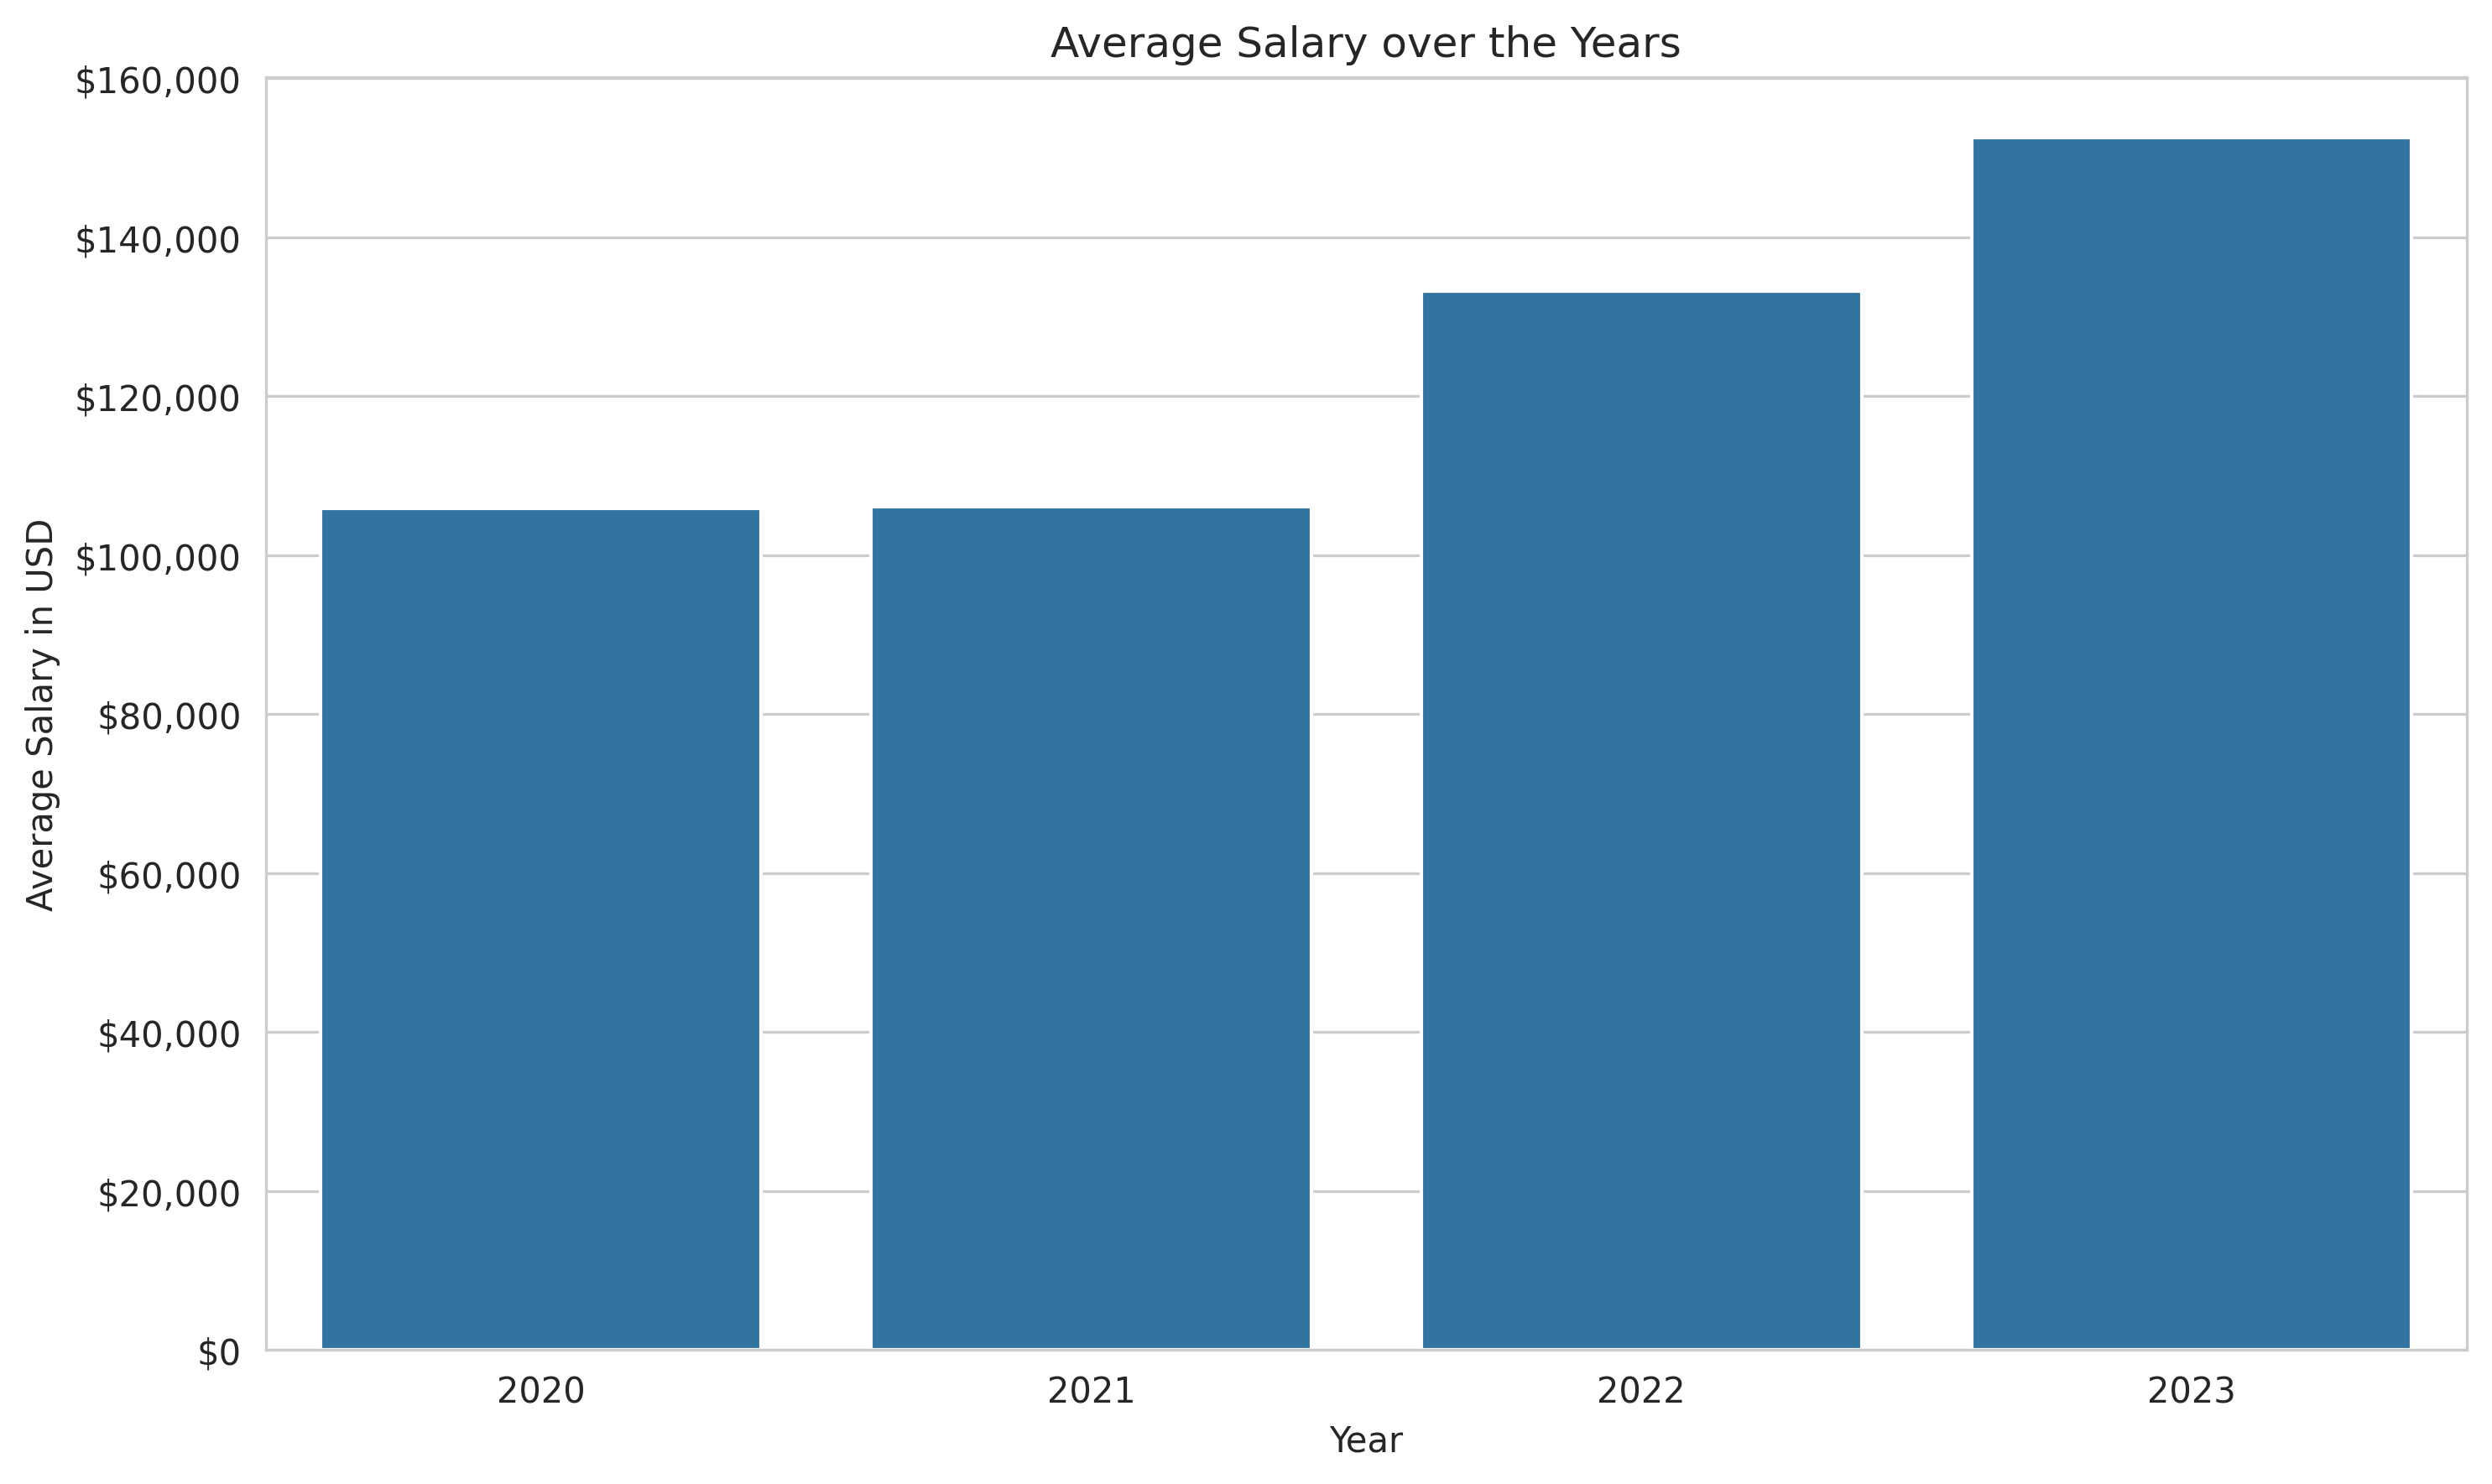 Average Salary over the Years
$160,000
$140,000
$120,000
$100,000
$80,000
$60,000
$40,000
$20,000
$0
Average Salary in USD
2020 2021 2022 2023
Year